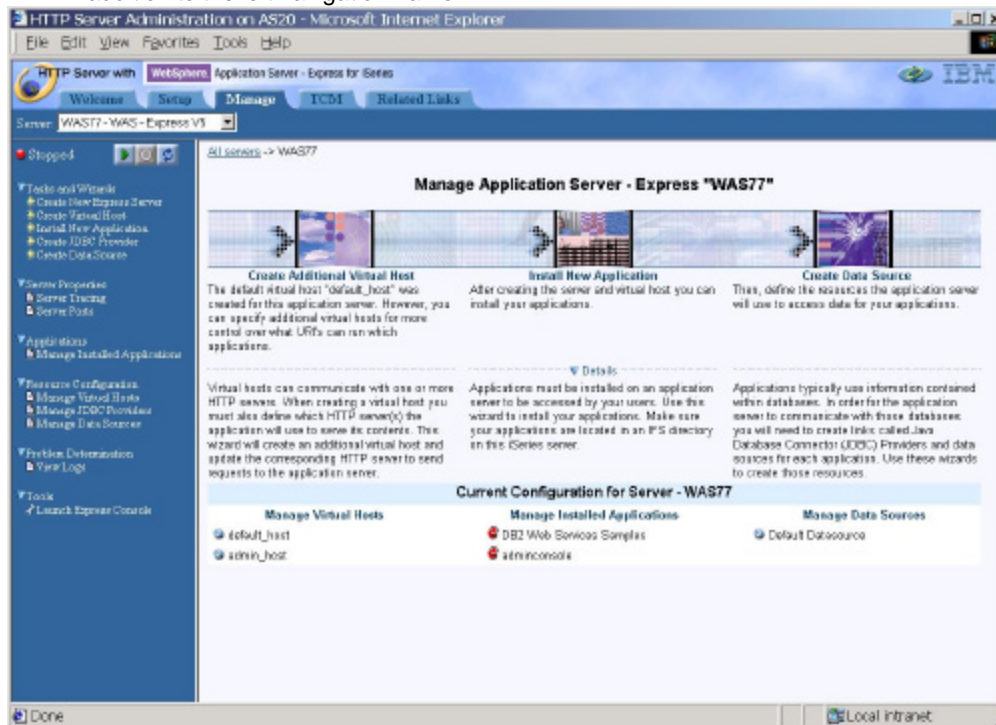 HTTP Server Administration on AS20 - Microsoft Internet Explorer
File Edit View Favorites Tools Help
HTTP Server with WebSphere. Application Server - Express for iSeries
IBM
Welcome Setup Manage TCM Related Links
Server: WAS77 - WAS - Express V5
Stopped
All servers -> WAS77
Manage Application Server - Express "WAS77"
Tasks and Wizards
Create New Express Server
Create Virtual Host
Install New Application
Create JDBC Provider
Create Data Source
Server Properties
Server Tracing
Server Ports
Applications
Manage Installed Applications
Resource Configuration
Manage Virtual Hosts
Manage JDBC Providers
Manage Data Sources
Problem Determination
View Logs
Tools
Launch Express Console
Create Additional Virtual Host
The default virtual host "default_host" was
created for this application server. However, you
can specify additional virtual hosts for more
control over what URI's can run which
applications.
Install New Application
After creating the server and virtual host you can
install your applications.
Create Data Source
Then, define the resources the application server
will use to access data for your applications.
Details
Virtual hosts can communicate with one or more
HTTP servers. When creating a virtual host you
must also define which HTTP server(s) the
application will use to serve its contents. This
wizard will create an additional virtual host and
update the corresponding HTTP server to send
requests to the application server.
Applications must be installed on an application
server to be accessed by your users. Use this
wizard to install your applications. Make sure
your applications are located in an IFS directory
on this iSeries server.
Applications typically use information contained
within databases. In order for the application
server to communicate with those databases
you will need to create links called Java
Database Connector (JDBC) Providers and data
sources for each application. Use these wizards
to create those resources.
Current Configuration for Server - WAS77
Manage Virtual Hosts
default_host
admin_host
Manage Installed Applications
DB2 Web Services Samples
adminconsole
Manage Data Sources
Default Datasource
Done
Local intranet